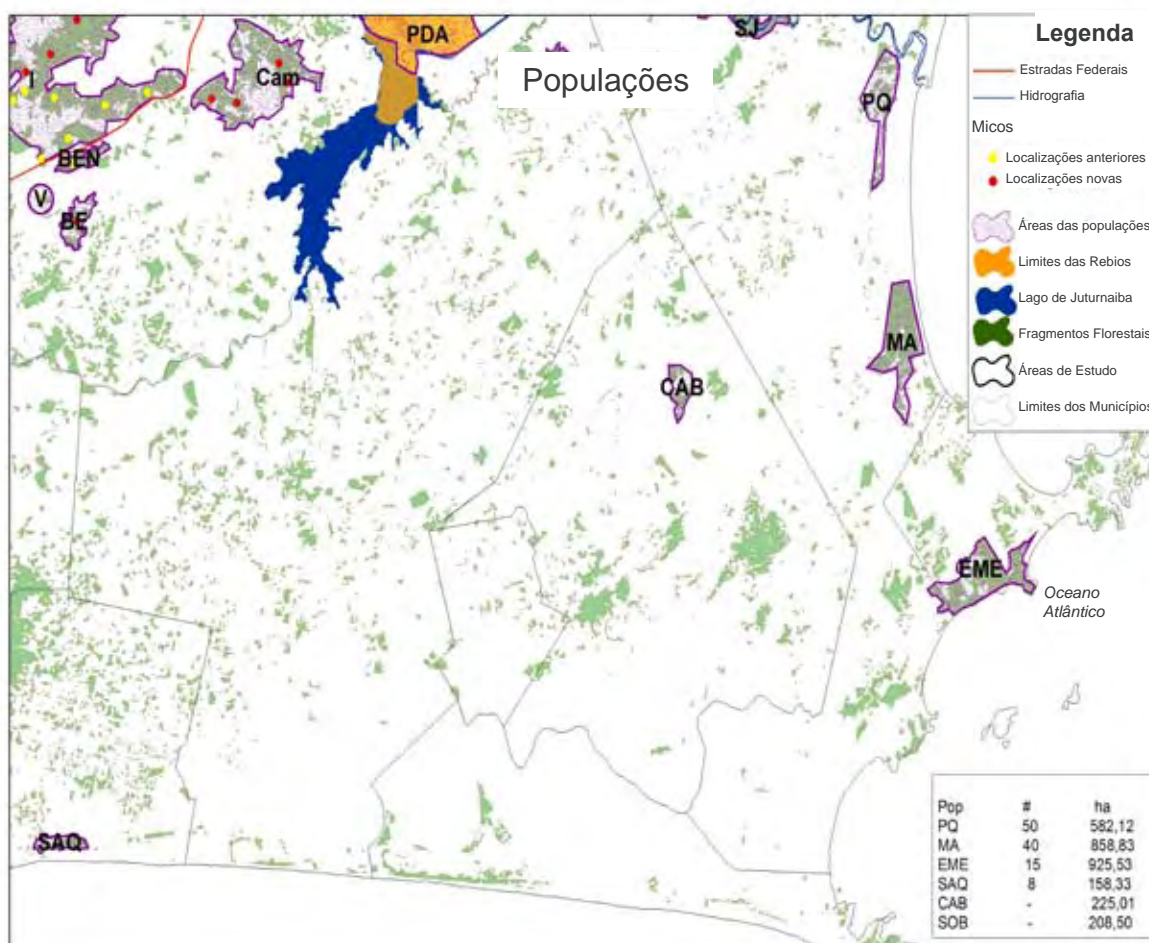 PDA
SJ
Populações
I
Cam
PQ
BEN
V
BE
MA
CAB
EME
Oceano
Atlântico
SAQ
Legenda
Estradas Federais
Hidrografia
Micos
Localizações anteriores
Localizações novas
Áreas das populações
Limites das Rebios
Lago de Juturnaiba
Fragmentos Florestais
Áreas de Estudo
Limites dos Municípios
Pop # ha
PQ 50 582,12
MA 40 858,83
EME 15 925,53
SAQ 8 158,33
CAB - 225,01
SOB - 208,50